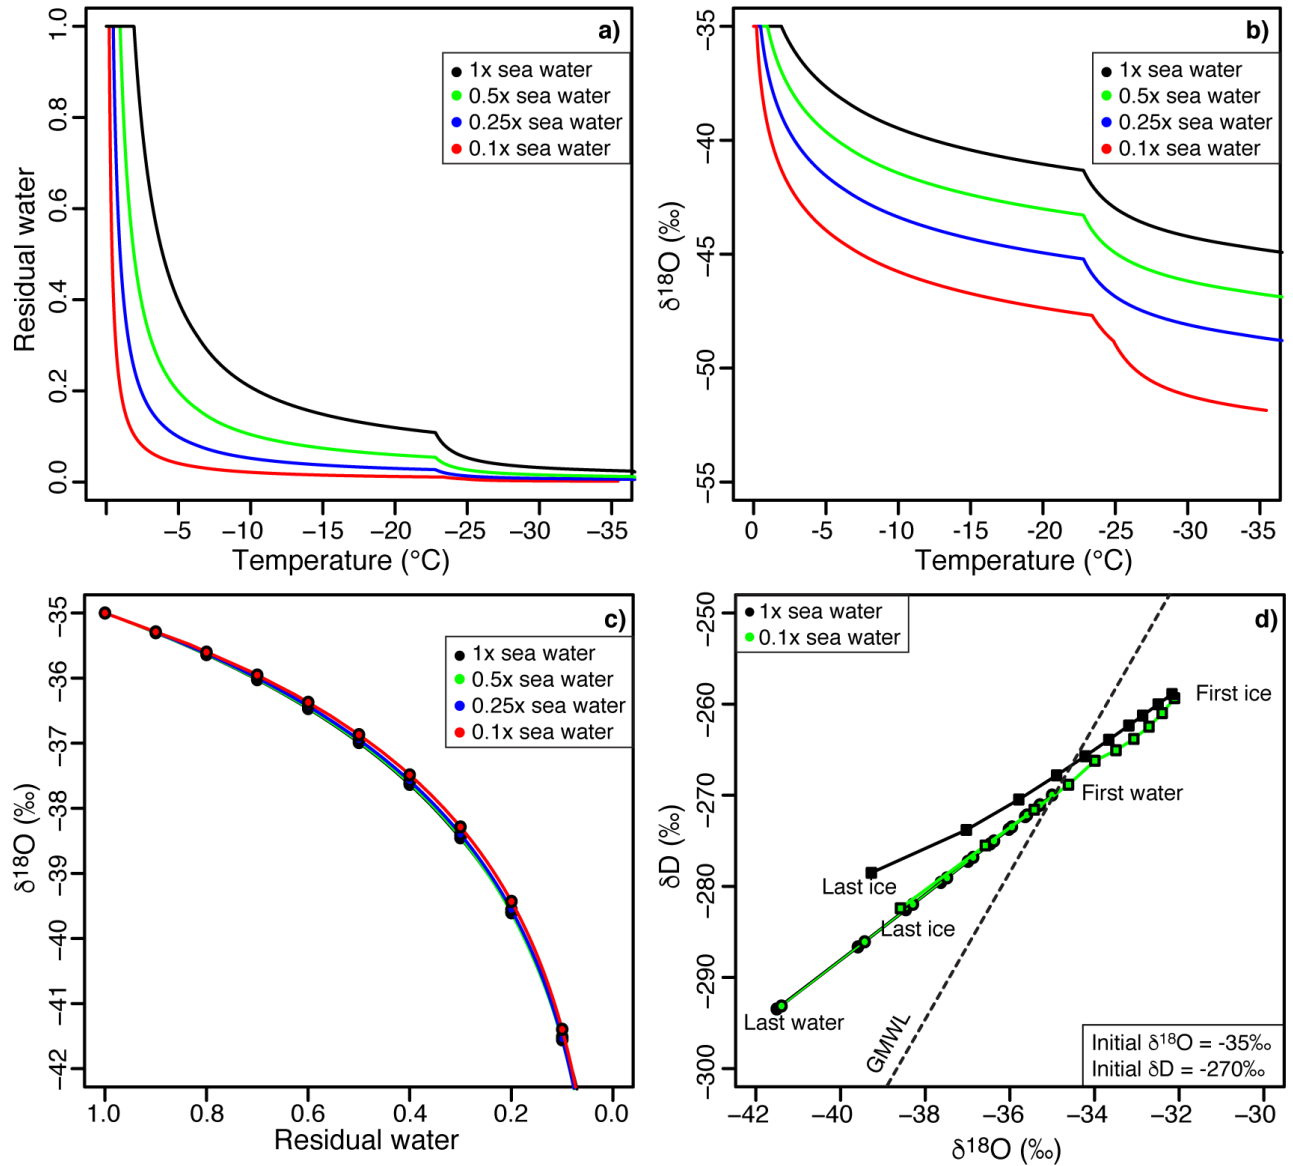 a)
1x sea water
0.5x sea water
0.25x sea water
0.1x sea water
Residual water
1.0
0.8
0.6
0.4
0.2
0.0
−5
−10
−15
−20
−25
−30
−35
Temperature (°C)
b)
1x sea water
0.5x sea water
0.25x sea water
0.1x sea water
δ18O (‰)
−35
−40
−45
−50
−55
0
-5
-10
-15
-20
-25
-30
-35
Temperature (°C)
c)
1x sea water
0.5x sea water
0.25x sea water
0.1x sea water
δ18O (‰)
−35
−36
−37
−38
−39
−40
−41
−42
1.0
0.8
0.6
0.4
0.2
0.0
Residual water
d)
1x sea water
0.1x sea water
δD (‰)
−250
−260
−270
−280
−290
−300
First ice
First water
Last ice
Last ice
Last water
GMWL
Initial δ18O = -35‰
Initial δD = -270‰
−42
−40
−38
−36
−34
−32
−30
δ18O (‰)